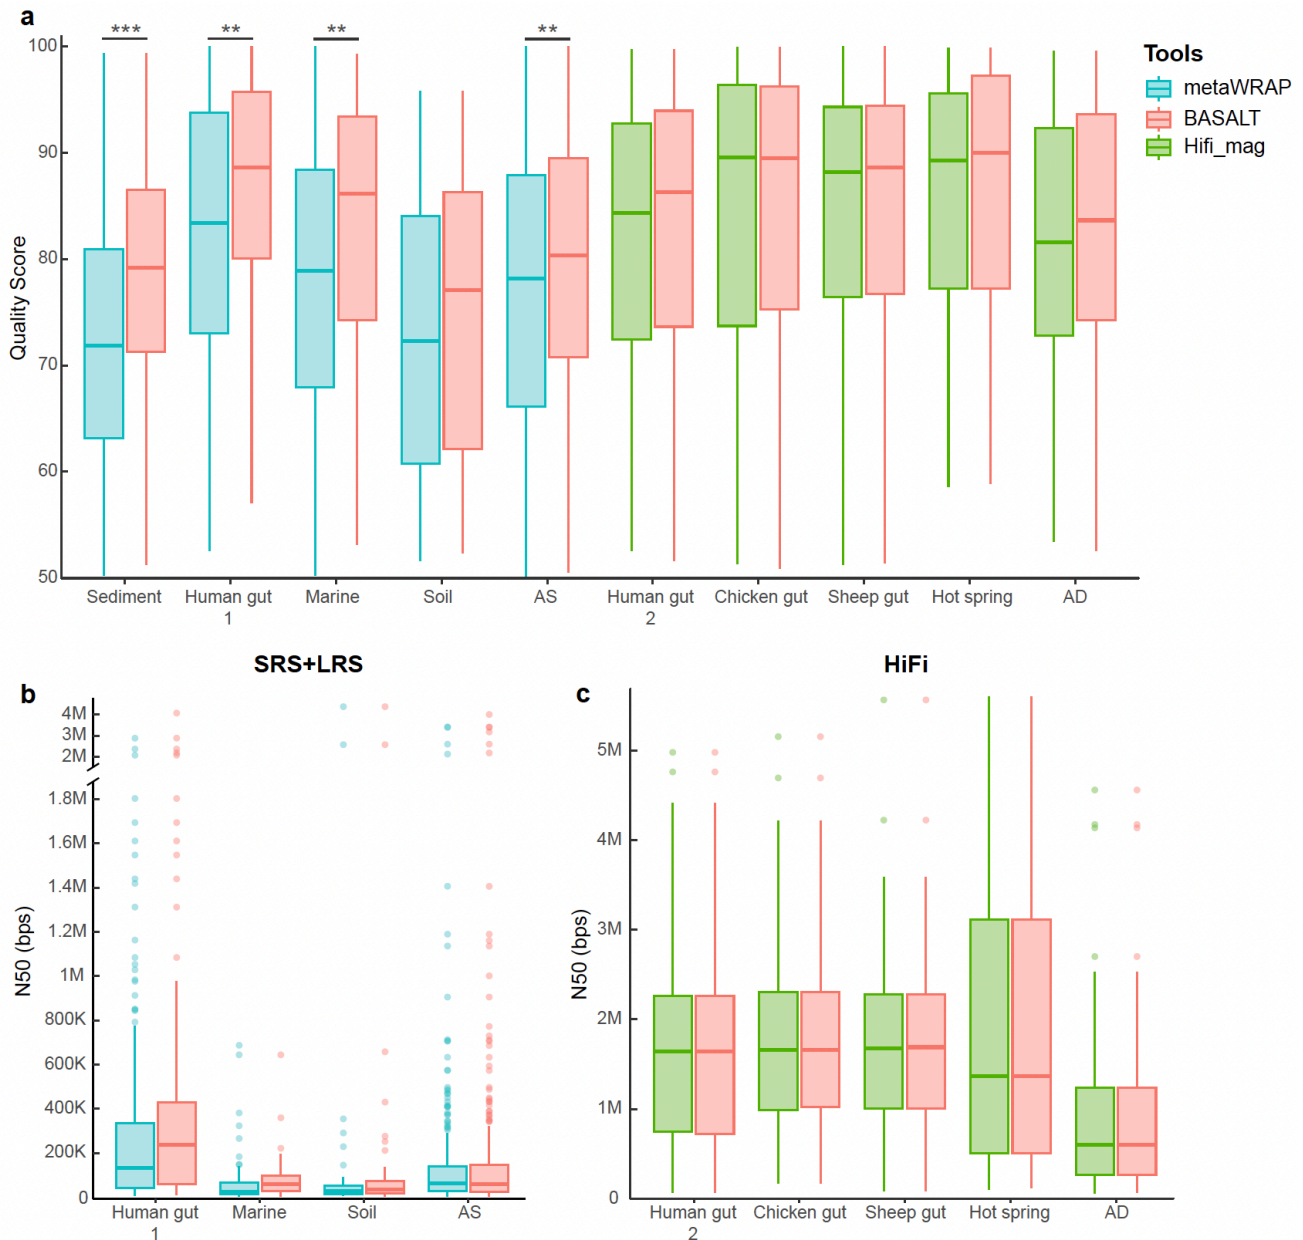 a
***
**
**
**
100
90
80
70
60
50
Quality Score
Sediment
Human gut
1
Marine
Soil
AS
Human gut
2
Chicken gut
Sheep gut
Hot spring
AD
Tools
metaWRAP
BASALT
Hifi_mag
SRS+LRS
b
4M
3M
2M
1.8M
1.6M
1.4M
1.2M
1M
800K
600K
400K
200K
0
N50 (bps)
Human gut
1
Marine
Soil
AS
HiFi
c
5M
4M
3M
2M
1M
0
N50 (bps)
Human gut
2
Chicken gut
Sheep gut
Hot spring
AD